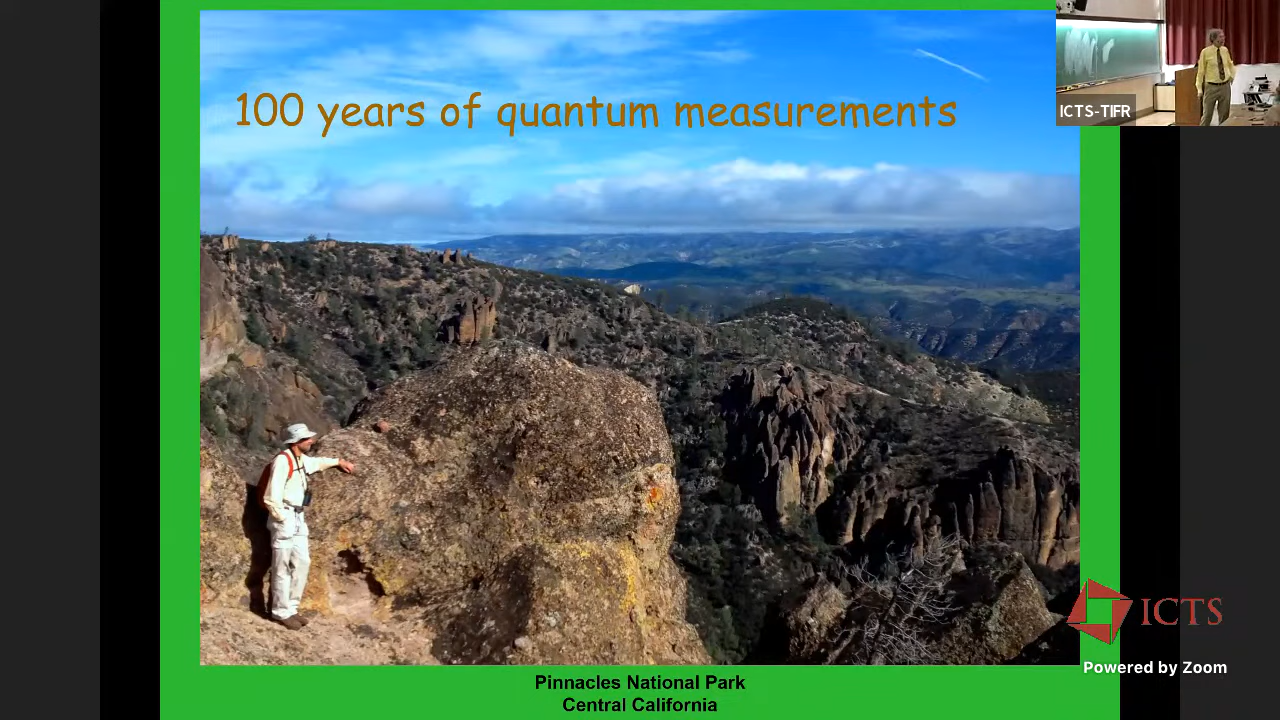 100 years of quantum measurements
ICTS-TIFR
ICTS
Powered by Zoom
Pinnacles National Park
Central California